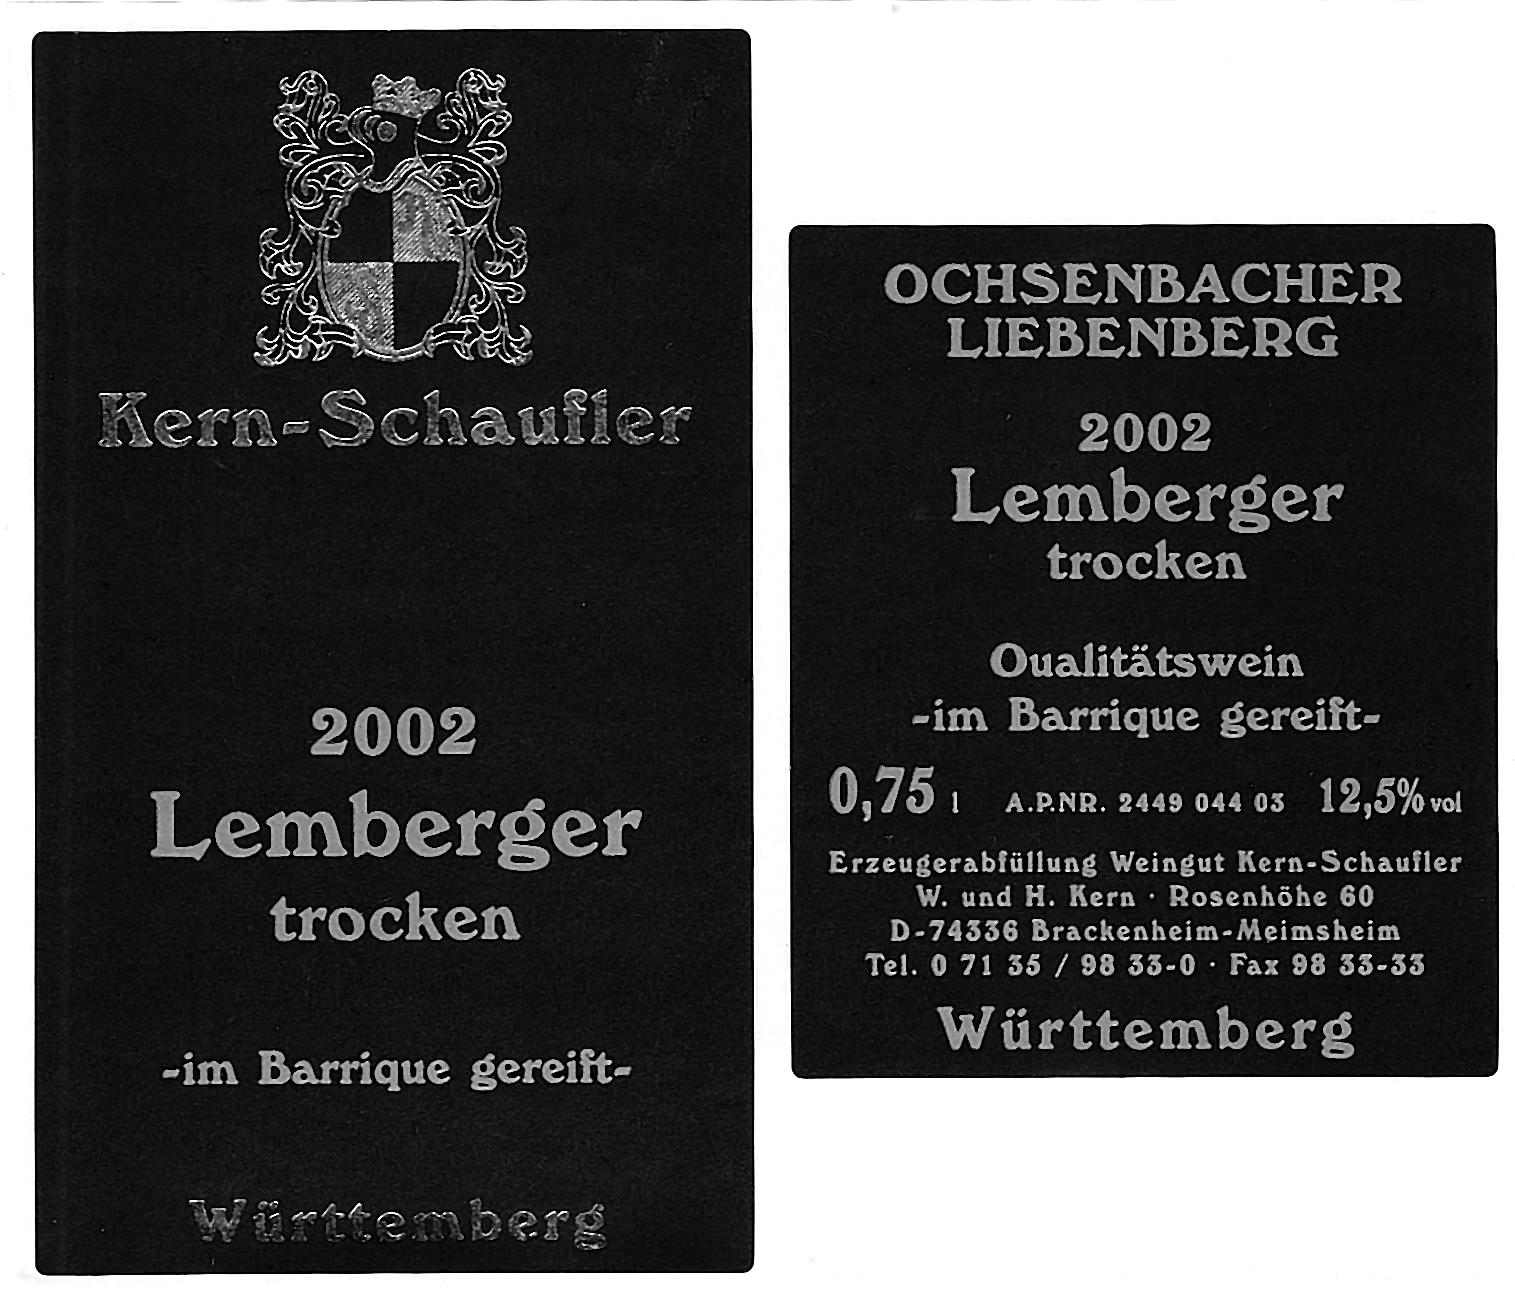 Kern-Schaufler
2002
Lemberger
trocken
-im Barrique gereift-
Württemberg
OCHSENBACHER
LIEBENBERG
2002
Lemberger
trocken
Qualitätswein
-im Barrique gereift-
0,75 l A.P.NR. 2449 044 03 12,5% vol
Erzeugerabfüllung Weingut Kern-Schaufler
W. und H. Kern · Rosenhöhe 60
D-74336 Brackenheim-Meimsheim
Tel. 0 71 35 / 98 33-0 · Fax 98 33-33
Württemberg